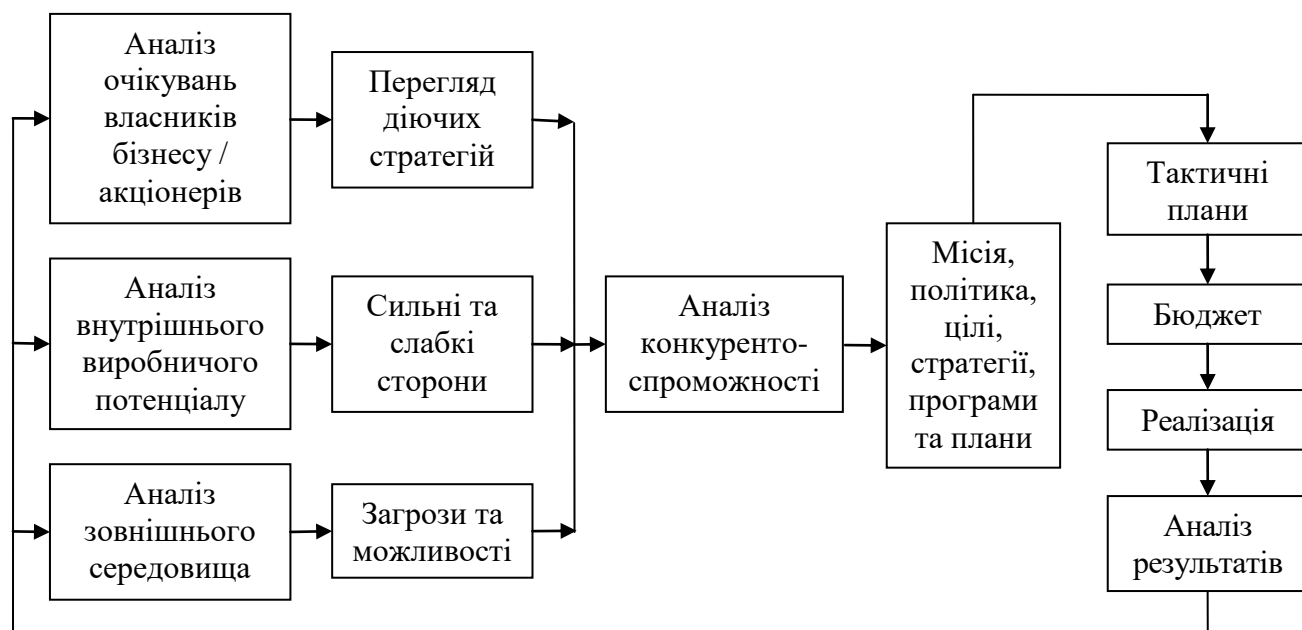 Аналіз
очікувань
власників
бізнесу /
акціонерів
Перегляд
діючих
стратегій
Аналіз
внутрішнього
виробничого
потенціалу
Сильні та
слабкі
сторони
Аналіз
зовнішнього
середовища
Загрози та
можливості
Аналіз
конкуренто-
спроможності
Місія,
політика,
цілі,
стратегії,
програми
та плани
Тактичні
плани
Бюджет
Реалізація
Аналіз
результатів